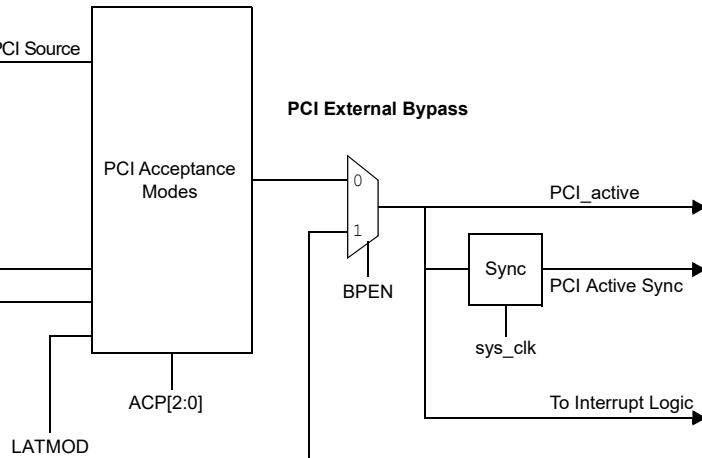 PCI Source
PCI External Bypass
PCI Acceptance
Modes
0
PCI_active
1
Sync
PCI Active Sync
BPEN
sys_clk
ACP[2:0]
To Interrupt Logic
LATMOD